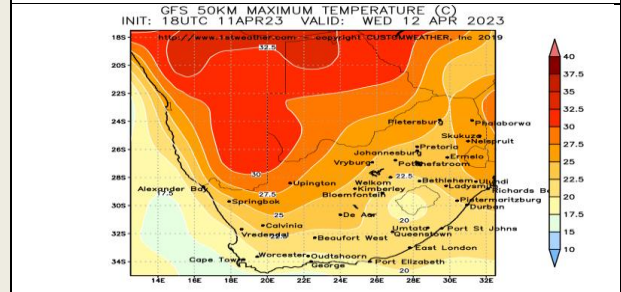 GFS 50KM MAXIMUM TEMPERATURE (C)
INIT: 18UTC 11APR23 VALID: WED 12 APR 2023
http://www.1stweather.com - copyright CUSTOMWEATHER, Inc 2019
18S
20S
22S
24S
26S
28S
30S
32S
34S
32.5
30
27.5
25
22.5
22.5
20
20
17.5
Pietersburg
Phalaborwa
Skukuza
Nelspruit
Pretoria
Johannesburg
Ermelo
Potchefstroom
Vryburg
Upington
Welkom
Kimberley
Bloemfontein
Bethlehem
Ulundi
Ladysmith
Richards B
Alexander Bay
Springbok
Pietermaritzburg
Durban
De Aar
Calvinia
Vredendal
Beaufort West
Umtata
Queenstown
Port St Johns
East London
Worcester
Oudtshoorn
Cape Town
George
Port Elizabeth
14E 16E 18E 20E 22E 24E 26E 28E 30E 32E
40
37.5
35
32.5
30
27.5
25
22.5
20
17.5
15
10